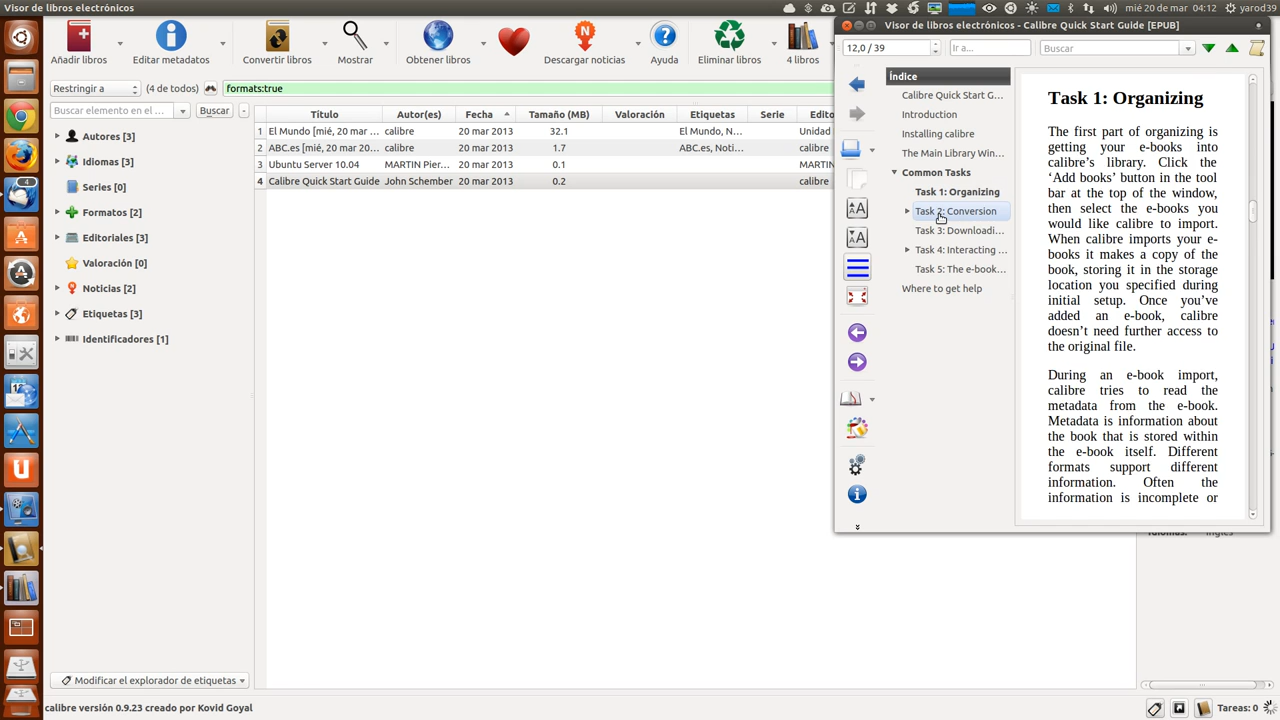 Visor de libros electrónicos
mié 20 de mar 04:12 yarod39
Añadir libros
Editar metadatos
Convertir libros
Mostrar
Obtener libros
Descargar noticias
N
Ayuda
Eliminar libros
4 libros
Restringir a
(4 de todos)
formats:true
Buscar elemento en el
Buscar
-
Autores [3]
Idiomas [3]
Series [0]
Formatos [2]
Editoriales [3]
Valoración [0]
Noticias [2]
Etiquetas [3]
Identificadores [1]
Título Autor(es) Fecha Tamaño (MB) Valoración Etiquetas Serie Edito
1 El Mundo [mié, 20 mar ... calibre 20 mar 2013 32.1 El Mundo, N... Unidad
2 ABC.es [mié, 20 mar 20... calibre 20 mar 2013 1.7 ABC.es, Noti... calibre
3 Ubuntu Server 10.04 MARTIN Pier... 20 mar 2013 0.1 MARTIN
4 Calibre Quick Start Guide John Schember 20 mar 2013 0.2 calibre
Visor de libros electrónicos - Calibre Quick Start Guide [EPUB]
12,0 / 39
Ir a...
Buscar
Índice
Calibre Quick Start G...
Introduction
Installing calibre
The Main Library Win...
Common Tasks
Task 1: Organizing
Task 2: Conversion
Task 3: Downloadi...
Task 4: Interacting ...
Task 5: The e-book...
Where to get help
Task 1: Organizing
The first part of organizing is
getting your e-books into
calibre’s library. Click the
‘Add books’ button in the tool
bar at the top of the window,
then select the e-books you
would like calibre to import.
When calibre imports your e-
books it makes a copy of the
book, storing it in the storage
location you specified during
initial setup. Once you’ve
added an e-book, calibre
doesn’t need further access to
the original file.
During an e-book import,
calibre tries to read the
metadata from the e-book.
Metadata is information about
the book that is stored within
the e-book itself. Different
formats support different
information. Often the
information is incomplete or
Modificar el explorador de etiquetas
calibre versión 0.9.23 creado por Kovid Goyal
Tareas: 0